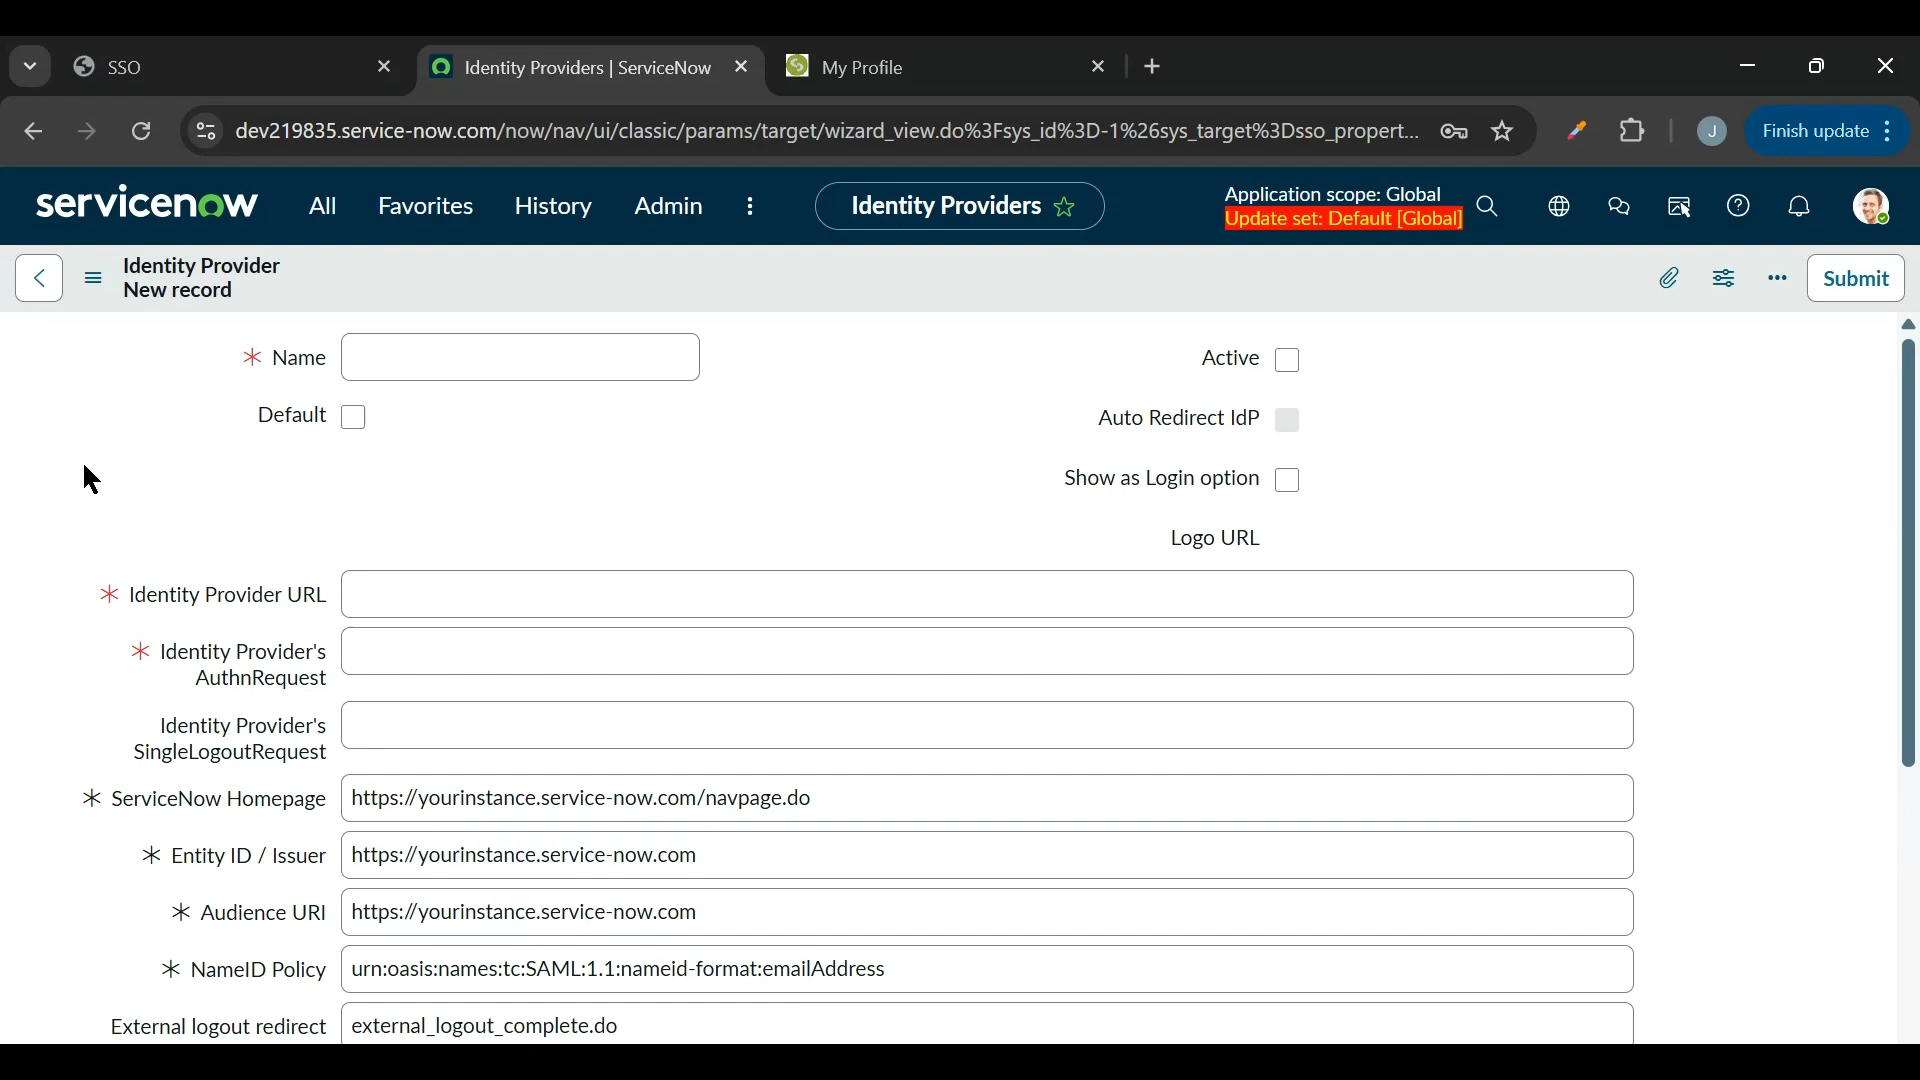 SSO
Identity Providers | ServiceNow
My Profile
dev219835.service-now.com/now/nav/ui/classic/params/target/wizard_view.do%3Fsys_id%3D-1%26sys_target%3Dsso_propert...
J
Finish update
servicenow
All
Favorites
History
Admin
Identity Providers
Application scope: Global
Update set: Default [Global]
Identity Provider
New record
Submit
* Name
Active
Default
Auto Redirect IdP
Show as Login option
Logo URL
* Identity Provider URL
* Identity Provider's
AuthnRequest
Identity Provider's
SingleLogoutRequest
* ServiceNow Homepage
https://yourinstance.service-now.com/navpage.do
* Entity ID / Issuer
https://yourinstance.service-now.com
* Audience URI
https://yourinstance.service-now.com
* NameID Policy
urn:oasis:names:tc:SAML:1.1:nameid-format:emailAddress
External logout redirect
external_logout_complete.do